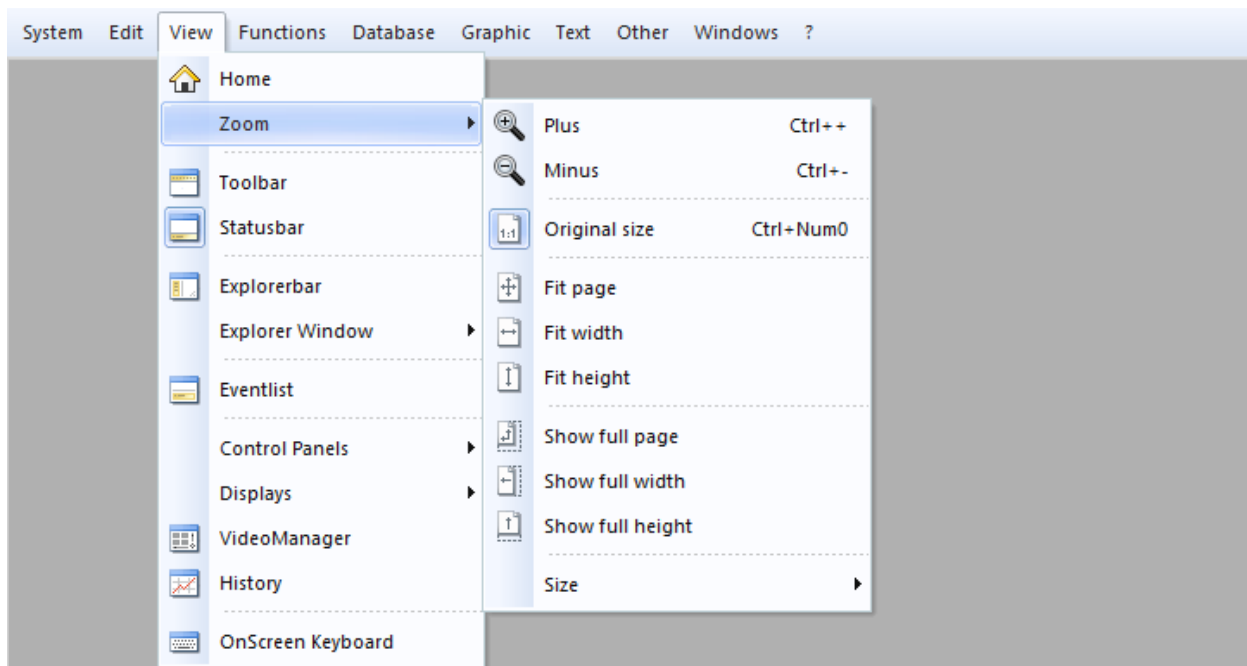 System Edit View Functions Database Graphic Text Other Windows ?
Home
Zoom
Toolbar
Statusbar
Explorerbar
Explorer Window
Eventlist
Control Panels
Displays
VideoManager
History
OnScreen Keyboard
Plus Ctrl++
Minus Ctrl+-
1:1 Original size Ctrl+Num0
Fit page
Fit width
Fit height
Show full page
Show full width
Show full height
Size